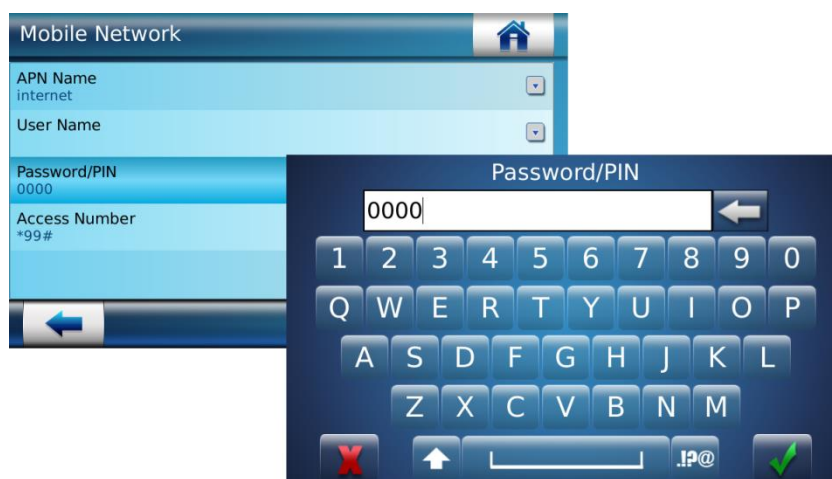 Mobile Network
APN Name
internet
User Name
Password/PIN
0000
Access Number
*99#
Password/PIN
0000
1 2 3 4 5 6 7 8 9 0
Q W E R T Y U I O P
A S D F G H J K L
Z X C V B N M
.!?@